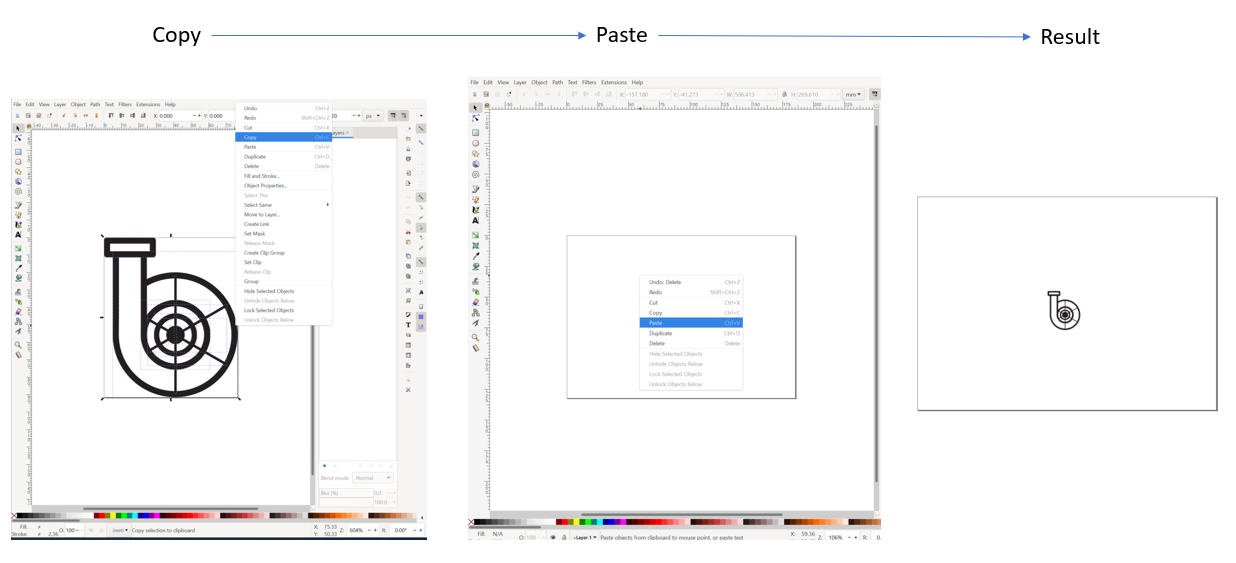 Copy
Paste
Result
File Edit View Layer Object Path Text Filters Extensions Help
X: 0.000
Y: 0.000
px
Undo Ctrl+Z
Redo Shift+Ctrl+Z
Cut Ctrl+X
Copy
Paste Ctrl+V
Duplicate Ctrl+D
Delete Delete
Fill and Stroke...
Object Properties...
Select This
Select Same
Move to Layer...
Create Link
Set Mask
Release Mask
Create Clip Group
Set Clip
Release Clip
Group
Hide Selected Objects
Unhide Objects Below
Lock Selected Objects
Unlock Objects Below
Blend mode: Normal
Blur (%) 0.0
100.0
Fill:
Stroke: 2.36
O: 100
(root)
Copy selection to clipboard
X: 75.33
Y: 50.33
Z: 604%
R: 0.00°
File Edit View Layer Object Path Text Filters Extensions Help
X: -157.180 Y: -41.273 W: 506.413 H: 269.610 mm
Undo: Delete Ctrl+Z
Redo Shift+Ctrl+Z
Cut Ctrl+X
Copy Ctrl+C
Paste Ctrl+V
Duplicate Ctrl+D
Delete Delete
Hide Selected Objects
Unhide Objects Below
Lock Selected Objects
Unlock Objects Below
Fill: N/A
O: 100
Layer 1
Paste objects from clipboard to mouse point, or paste text
X: 59.36
Z: 106%
R: 0.